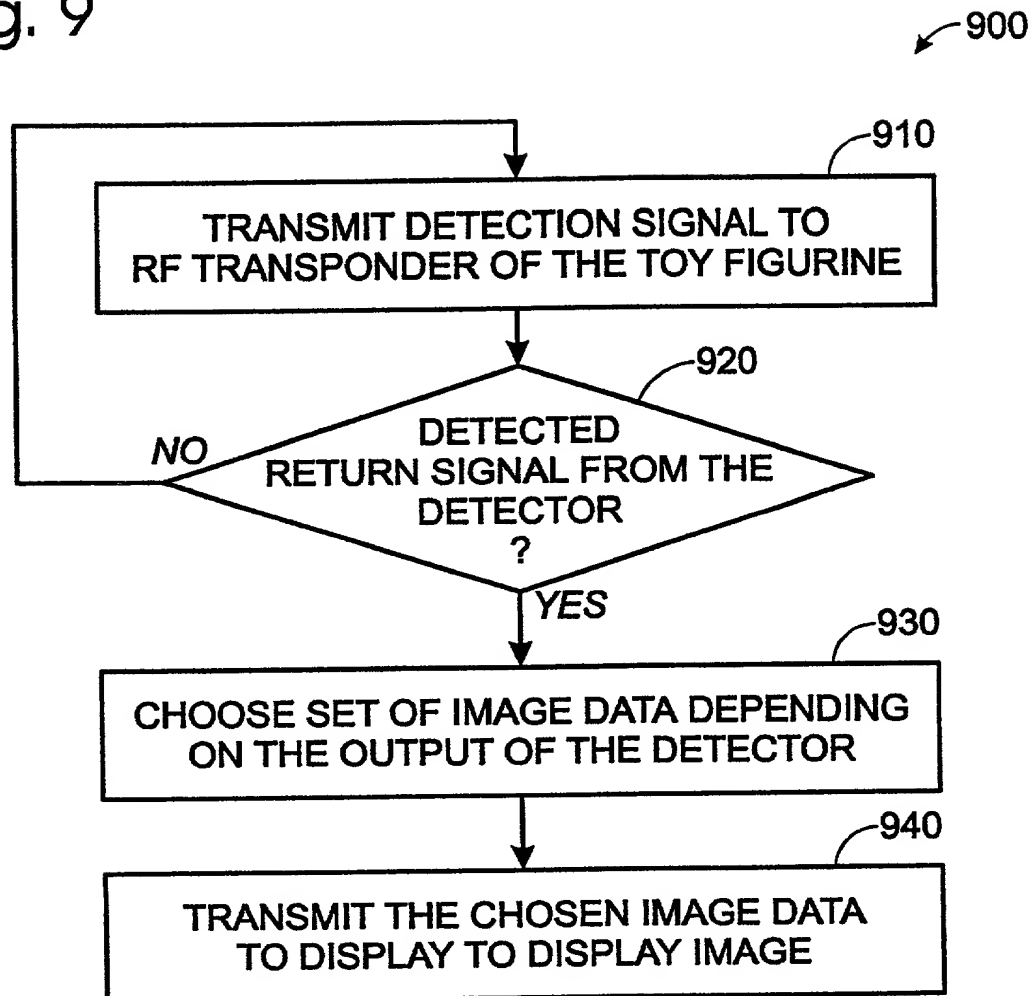 g. 9
900
910
TRANSMIT DETECTION SIGNAL TO
RF TRANSPONDER OF THE TOY FIGURINE
920
DETECTED
RETURN SIGNAL FROM THE
DETECTOR
?
NO
YES
930
CHOOSE SET OF IMAGE DATA DEPENDING
ON THE OUTPUT OF THE DETECTOR
940
TRANSMIT THE CHOSEN IMAGE DATA
TO DISPLAY TO DISPLAY IMAGE